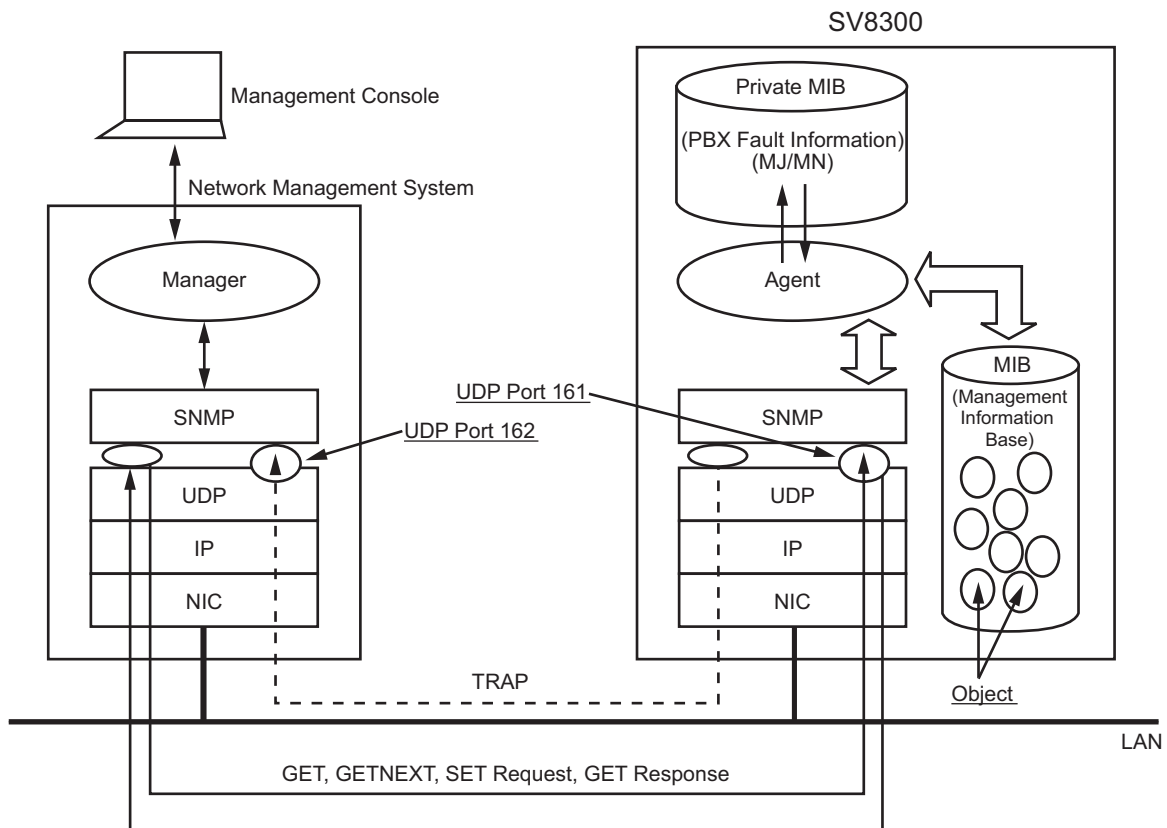 SV8300
Management Console
Network Management System
Manager
SNMP
UDP Port 162
UDP
IP
NIC
Private MIB
(PBX Fault Information)
(MJ/MN)
Agent
UDP Port 161
SNMP
UDP
IP
NIC
MIB
(Management
Information
Base)
Object
TRAP
LAN
GET, GETNEXT, SET Request, GET Response